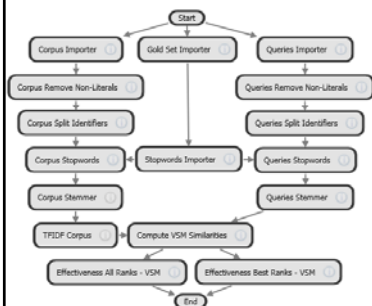 Start
Corpus Importer Gold Set Importer Queries Importer
Corpus Remove Non-Literals Queries Remove Non-Literals
Corpus Split Identifiers Queries Split Identifiers
Corpus Stopwords Stopwords Importer Queries Stopwords
Corpus Stemmer Queries Stemmer
TFIDF Corpus Compute VSM Similarities
Effectiveness All Ranks - VSM Effectiveness Best Ranks - VSM
End